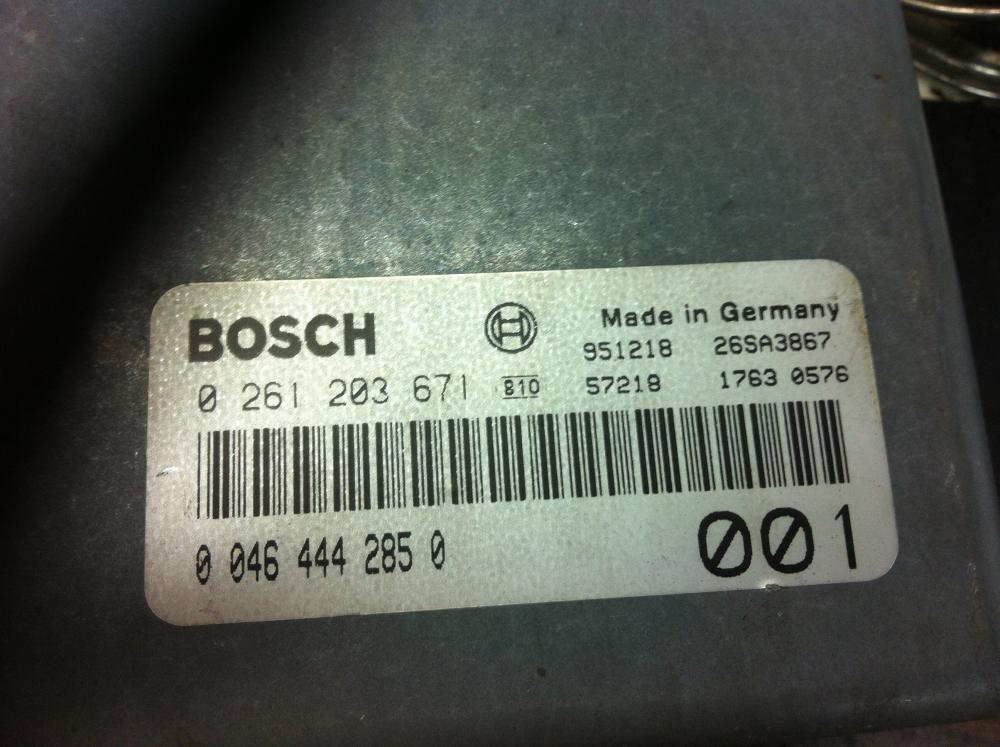 BOSCH
Made in Germany
951218 26SA3867
0 261 203 671 810 57218 1763 0576
0 046 444 285 0
001